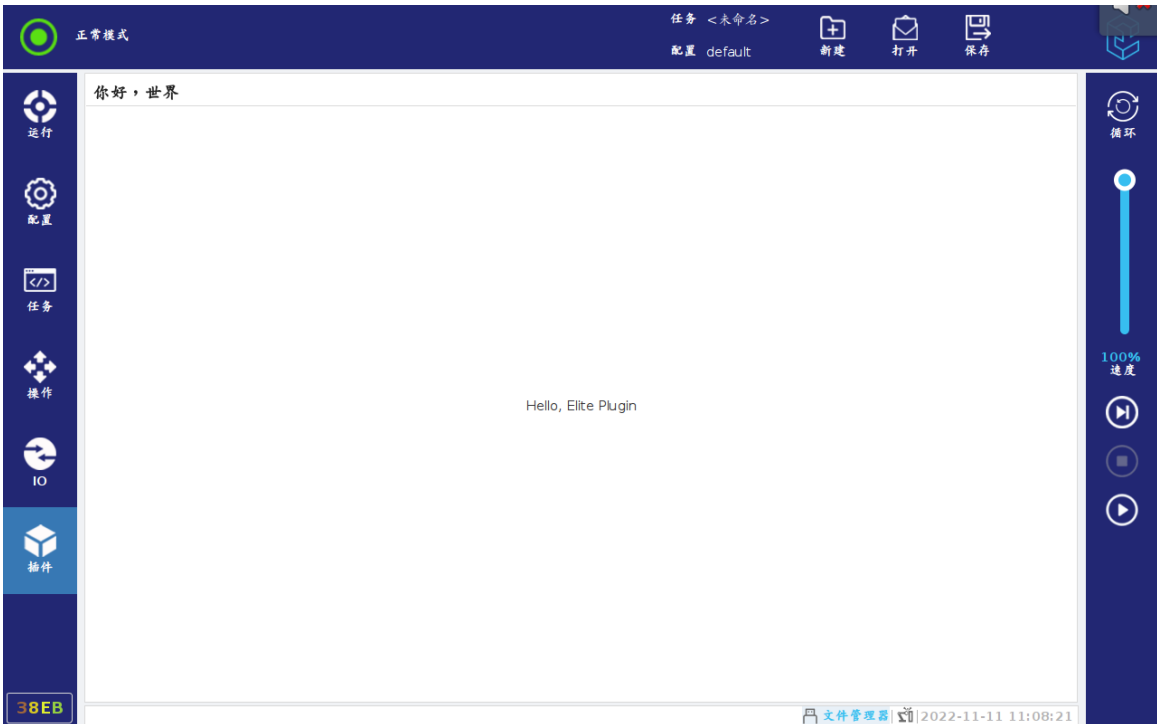 正常模式
任务 <未命名>
配置 default
新建
打开
保存
运行
配置
任务
操作
IO
插件
38EB
你好，世界
Hello, Elite Plugin
循环
100%
速度
文件管理器
2022-11-11 11:08:21